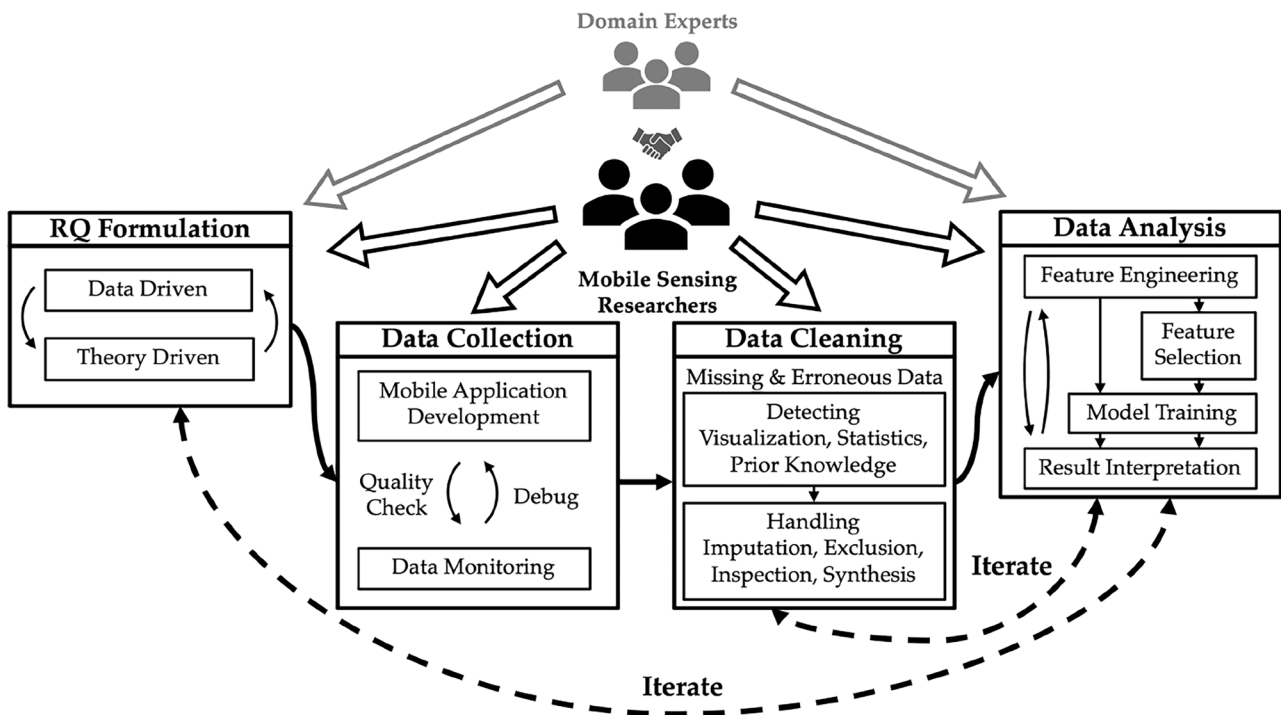 Domain Experts
Mobile Sensing
Researchers
RQ Formulation
Data Driven
Theory Driven
Data Collection
Mobile Application
Development
Quality
Check
Debug
Data Monitoring
Data Cleaning
Missing & Erroneous Data
Detecting
Visualization, Statistics,
Prior Knowledge
Handling
Imputation, Exclusion,
Inspection, Synthesis
Data Analysis
Feature Engineering
Feature
Selection
Model Training
Result Interpretation
Iterate
Iterate